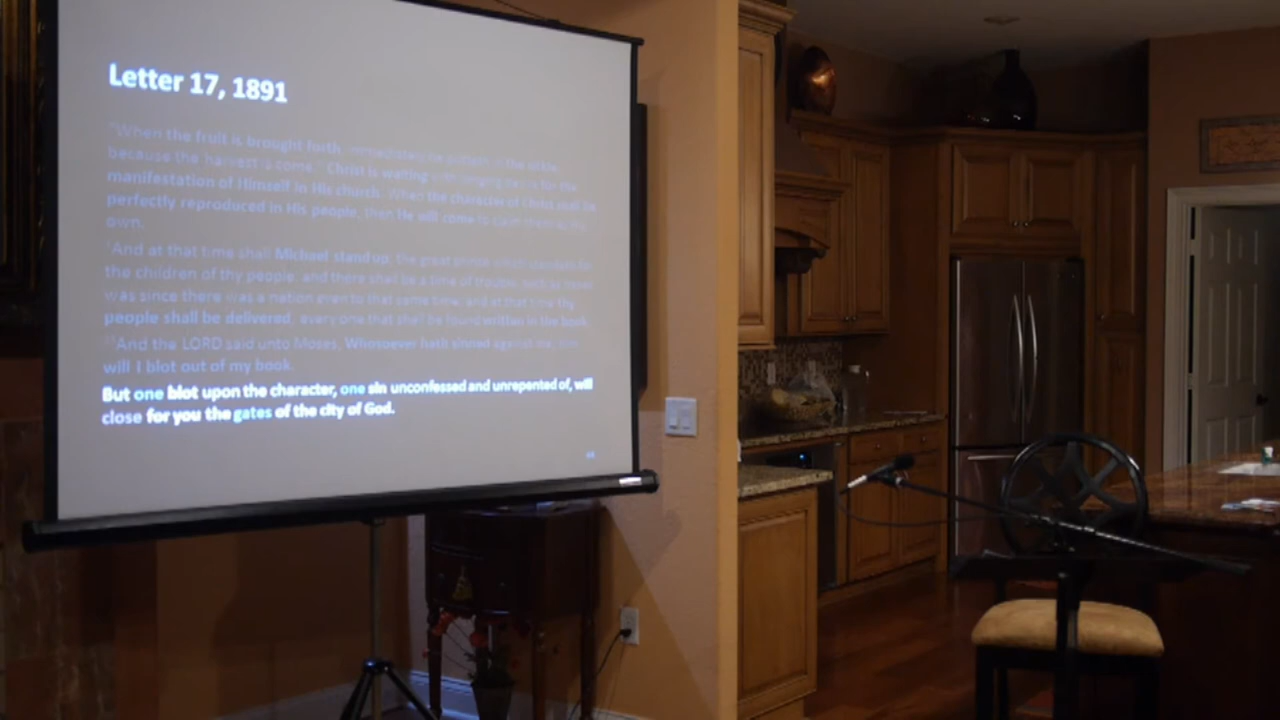 Letter 17, 1891
"When the fruit is brought forth, immediately he putteth in the sickle,
because the harvest is come." Christ is waiting with longing desire for the
manifestation of Himself in His church. When the character of Christ shall be
perfectly reproduced in His people, then He will come to claim them as His
own.
"And at that time shall Michael stand up, the great prince which standeth for
the children of thy people: and there shall be a time of trouble, such as never
was since there was a nation even to that same time: and at that time thy
people shall be delivered, every one that shall be found written in the book.
And the LORD said unto Moses, Whosoever hath sinned against me, him
will I blot out of my book.
But one blot upon the character, one sin unconfessed and unrepented of, will
close for you the gates of the city of God.